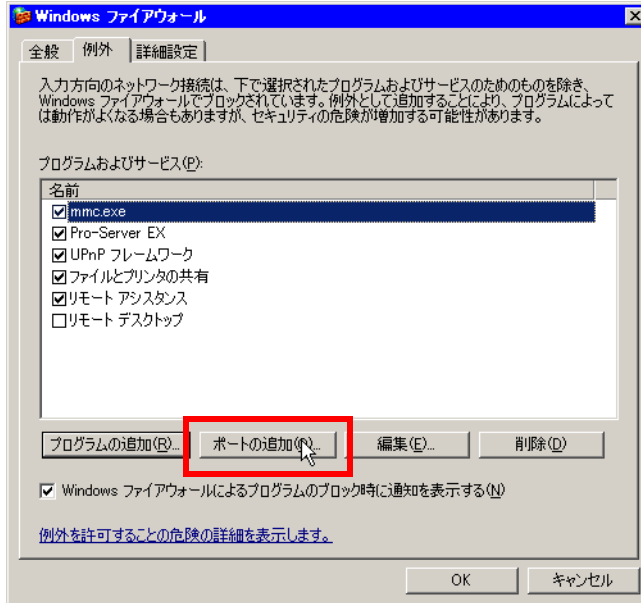 Windows ファイアウォール
全般 例外 詳細設定
入力方向のネットワーク接続は、下で選択されたプログラムおよびサービスのためのものを除き、
Windows ファイアウォールでブロックされています。例外として追加することにより、プログラムによって
は動作がよくなる場合もありますが、セキュリティの危険が増加する可能性があります。
プログラムおよびサービス(P):
名前
mmc.exe
Pro-Server EX
UPnP フレームワーク
ファイルとプリンタの共有
リモート アシスタンス
リモート デスクトップ
プログラムの追加(R)... ポートの追加(O)... 編集(E)... 削除(D)
Windows ファイアウォールによるプログラムのブロック時に通知を表示する(N)
例外を許可することの危険の詳細を表示します。
OK キャンセル